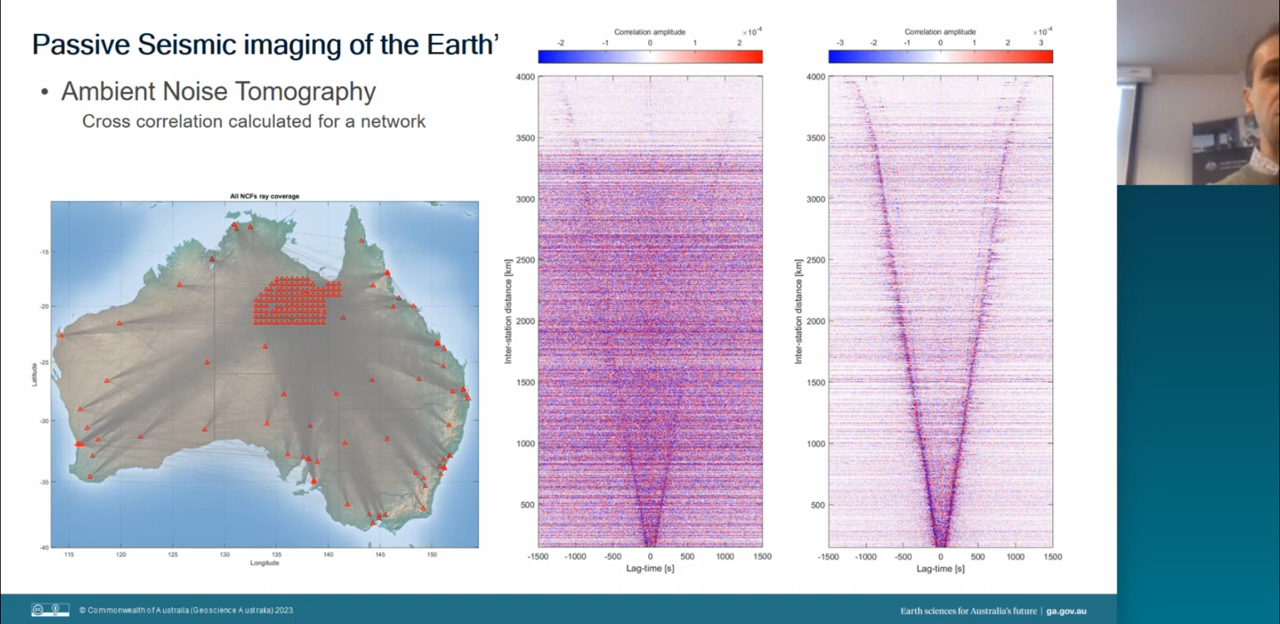 Passive Seismic imaging of the Earth’
• Ambient Noise Tomography
Cross correlation calculated for a network
All NCFs ray coverage
Latitude
-15
-20
-25
-30
-35
-40
115 120 125 130 135 140 145 150
Longitude
Correlation amplitude ×10⁻⁴
-2 -1 0 1 2
Inter-station distance [km]
4000
3500
3000
2500
2000
1500
1000
500
-1500 -1000 -500 0 500 1000 1500
Lag-time [s]
Correlation amplitude ×10⁻⁴
-3 -2 -1 0 1 2 3
Inter-station distance [km]
4000
3500
3000
2500
2000
1500
1000
500
-1500 -1000 -500 0 500 1000 1500
Lag-time [s]
cc
© Commonwealth of Australia (Geoscience Australia) 2023.
Earth sciences for Australia’s future | ga.gov.au